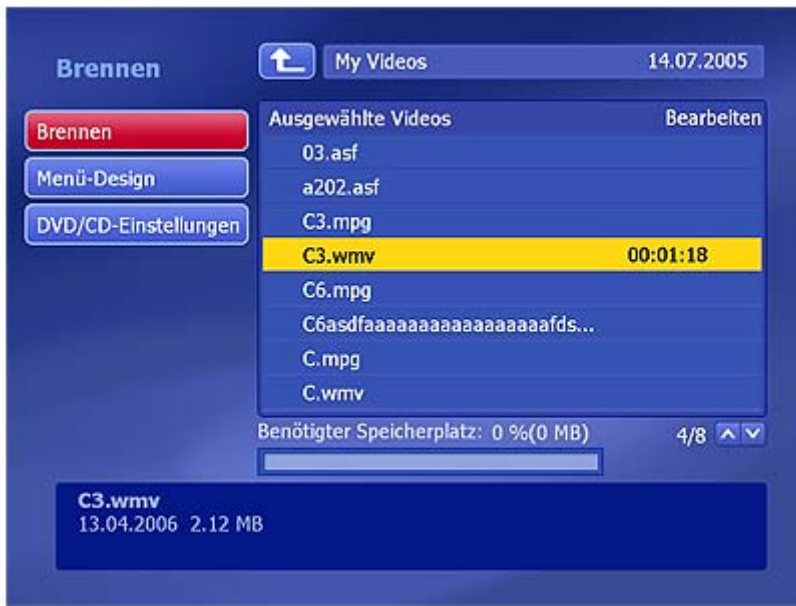 Brennen
My Videos 14.07.2005
Brennen
Menü-Design
DVD/CD-Einstellungen
Ausgewählte Videos Bearbeiten
03.asf
a202.asf
C3.mpg
C3.wmv 00:01:18
C6.mpg
C6asdfaaaaaaaaaaaaaaaaafds...
C.mpg
C.wmv
Benötigter Speicherplatz: 0 %(0 MB) 4/8
C3.wmv
13.04.2006 2.12 MB